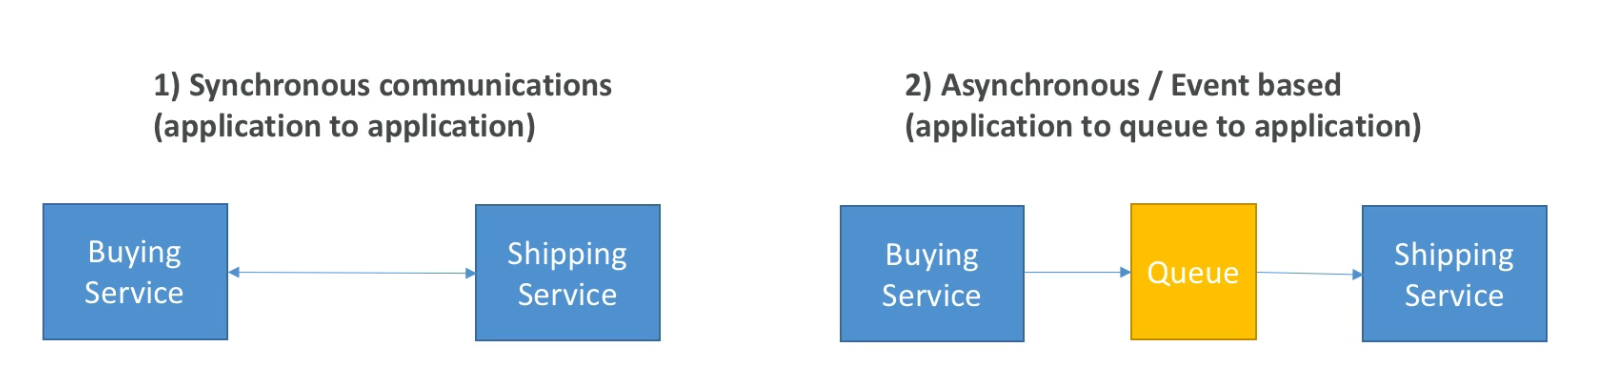 1) Synchronous communications
(application to application)
Buying
Service
Shipping
Service
2) Asynchronous / Event based
(application to queue to application)
Buying
Service
Queue
Shipping
Service